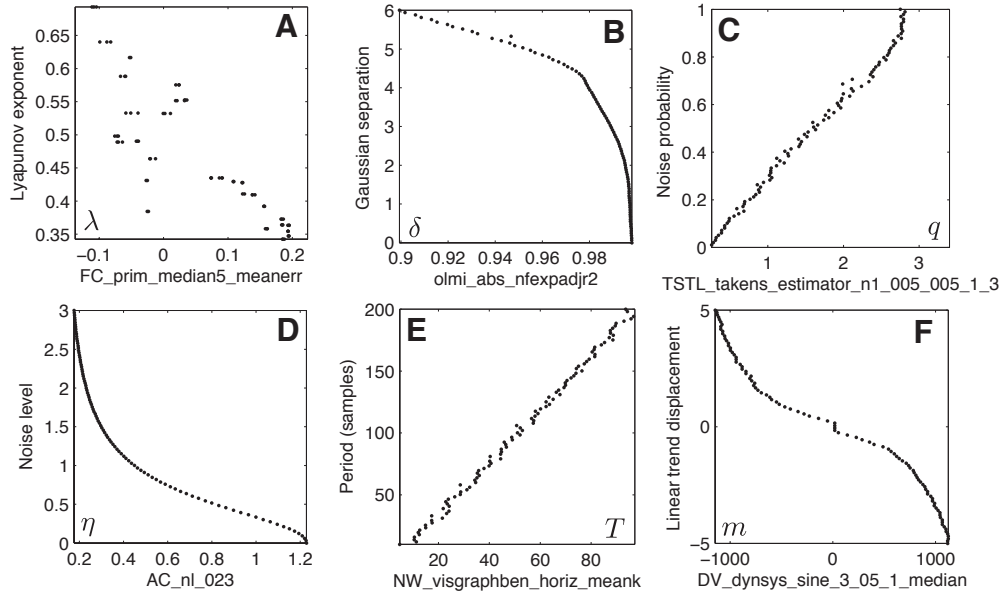 A
Lyapunov exponent
0.65
0.6
0.55
0.5
0.45
0.4
0.35
λ
−0.1 0 0.1 0.2
FC_prim_median5_meanerr
B
Gaussian separation
6
5
4
3
2
1
0
δ
0.9 0.92 0.94 0.96 0.98
olmi_abs_nfexpadjr2
C
Noise probability
1
0.8
0.6
0.4
0.2
0
q
1 2 3
TSTL_takens_estimator_n1_005_005_1_3
D
Noise level
3
2.5
2
1.5
1
0.5
0
η
0.2 0.4 0.6 0.8 1 1.2
AC_nl_023
E
Period (samples)
200
150
100
50
T
20 40 60 80
NW_visgraphben_horiz_meank
F
Linear trend displacement
5
0
−5
m
−1000 0 1000
DV_dynsys_sine_3_05_1_median